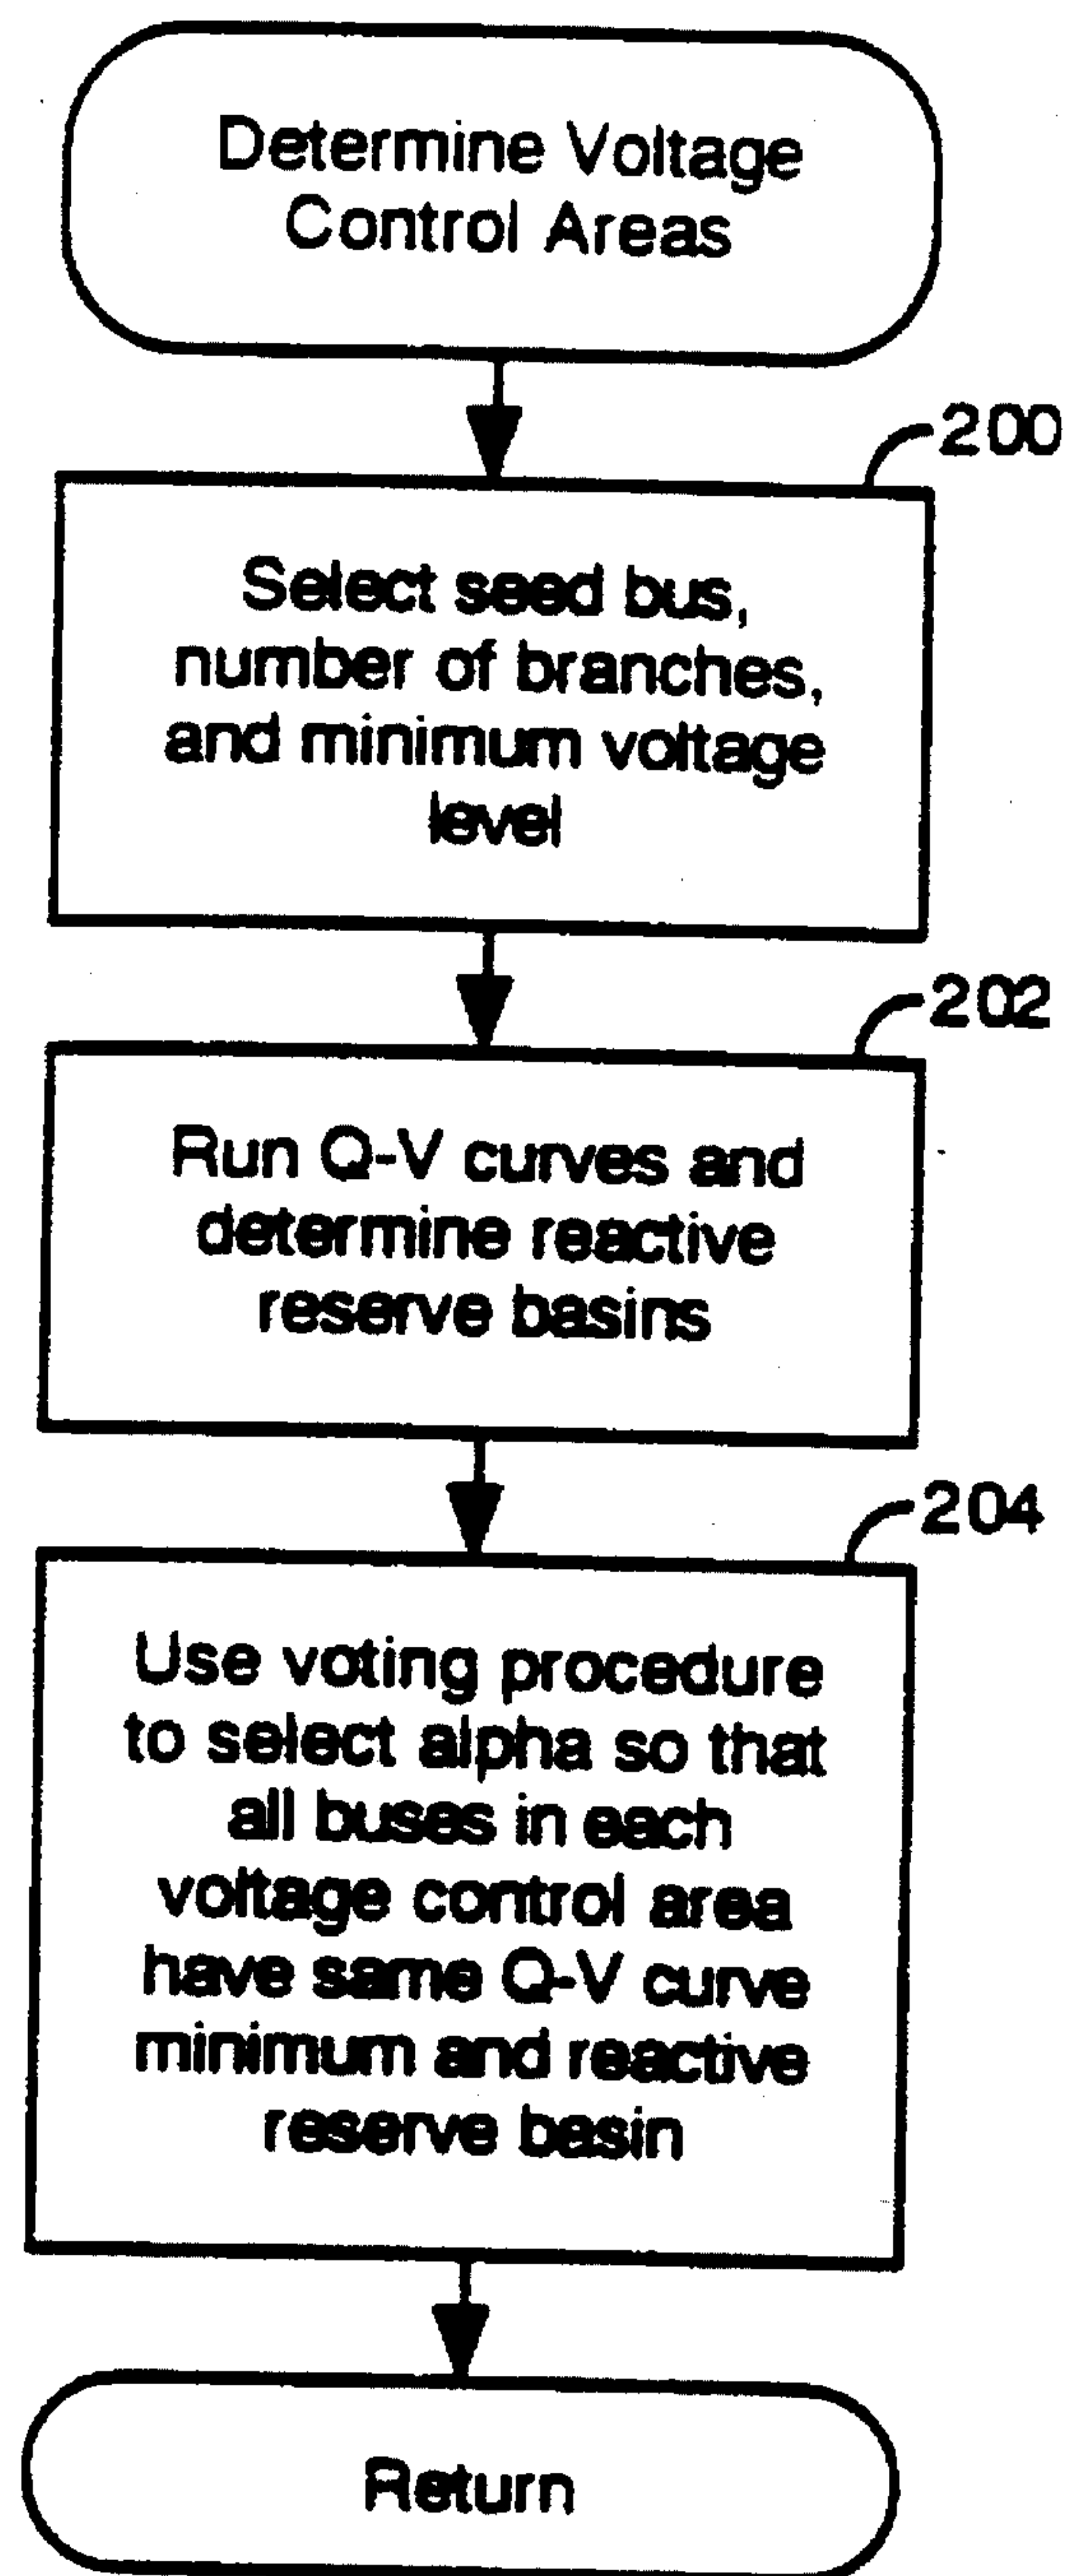 Determine Voltage
Control Areas
200
Select seed bus,
number of branches,
and minimum voltage
level
202
Run Q-V curves and
determine reactive
reserve basins
204
Use voting procedure
to select alpha so that
all buses in each
voltage control area
have same Q-V curve
minimum and reactive
reserve basin
Return